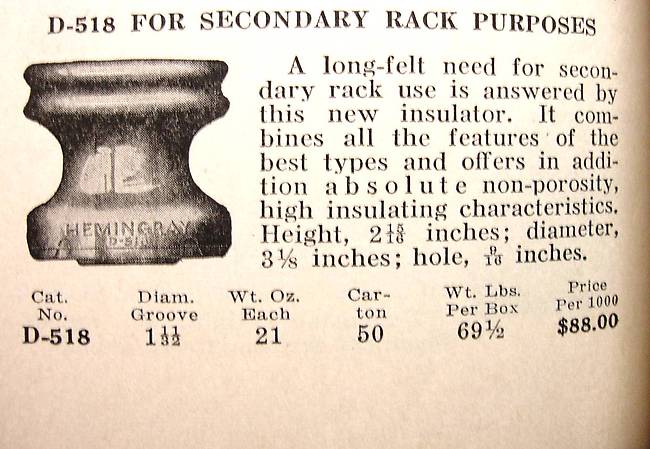 D-518 FOR SECONDARY RACK PURPOSES
A long-felt need for secon-
dary rack use is answered by
this new insulator. It com-
bines all the features of the
best types and offers in addi-
tion absolute non-porosity,
high insulating characteristics.
Height, 2 15/16 inches; diameter,
3⅛ inches; hole, 9/16 inches.
HEMINGRAY
D-518
Cat. No. Diam. Groove Wt. Oz. Each Car-ton Wt. Lbs. Per Box Price Per 1000
D-518 1 11/32 21 50 69½ $88.00